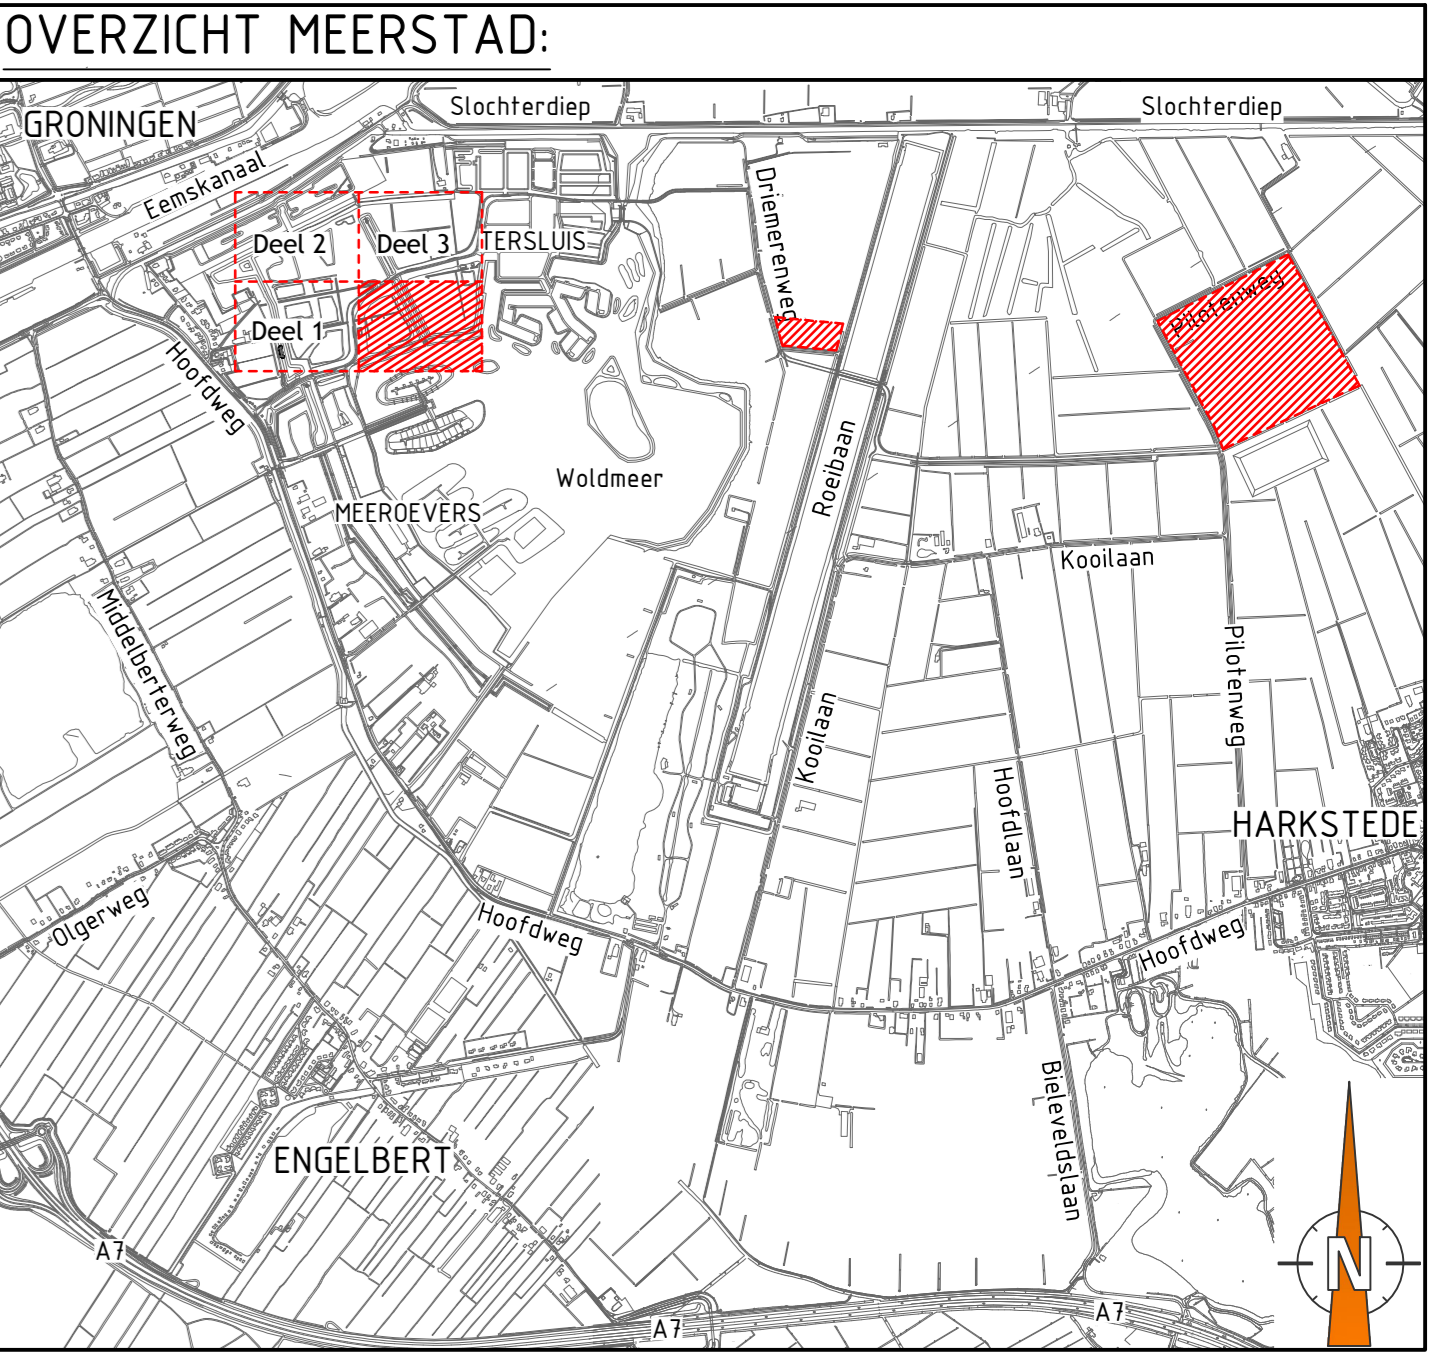 OVERZICHT MEERSTAD:
Slochterdiep
Slochterdiep
GRONINGEN
Eemskanaal
Driemerenweg
Deel 2
Deel 3
TERSLUIS
Pilotenweg
Deel 1
Hoofdweg
Roeibaan
Woldmeer
MEEROEVERS
Kooilaan
Middelberterweg
Pilotenweg
Kooilaan
Hoofdlaan
HARKSTEDE
Olgerweg
Hoofdweg
Hoofdweg
Bieleveldslaan
ENGELBERT
A7
N
A7
A7